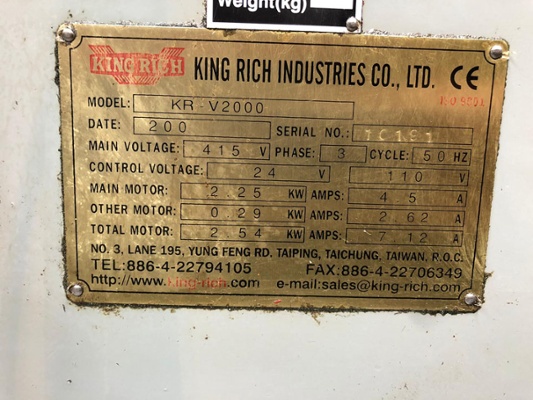 Weight(kg)
KING RICH KING RICH INDUSTRIES CO., LTD. CE
ISO 9001
MODEL: KR-V2000
DATE: 200 SERIAL NO.:
MAIN VOLTAGE: 415 V PHASE: 3 CYCLE: 50 HZ
CONTROL VOLTAGE: 24 V 110 V
MAIN MOTOR: 2.25 KW AMPS: 4.5 A
OTHER MOTOR: 0.29 KW AMPS: 2.62 A
TOTAL MOTOR: 2.54 KW AMPS: 7.12 A
NO. 3, LANE 195, YUNG FENG RD. TAIPING, TAICHUNG, TAIWAN, R.O.C.
TEL:886-4-22794105 FAX:886-4-22706349
http://www.king-rich.com e-mail:sales@king-rich.com